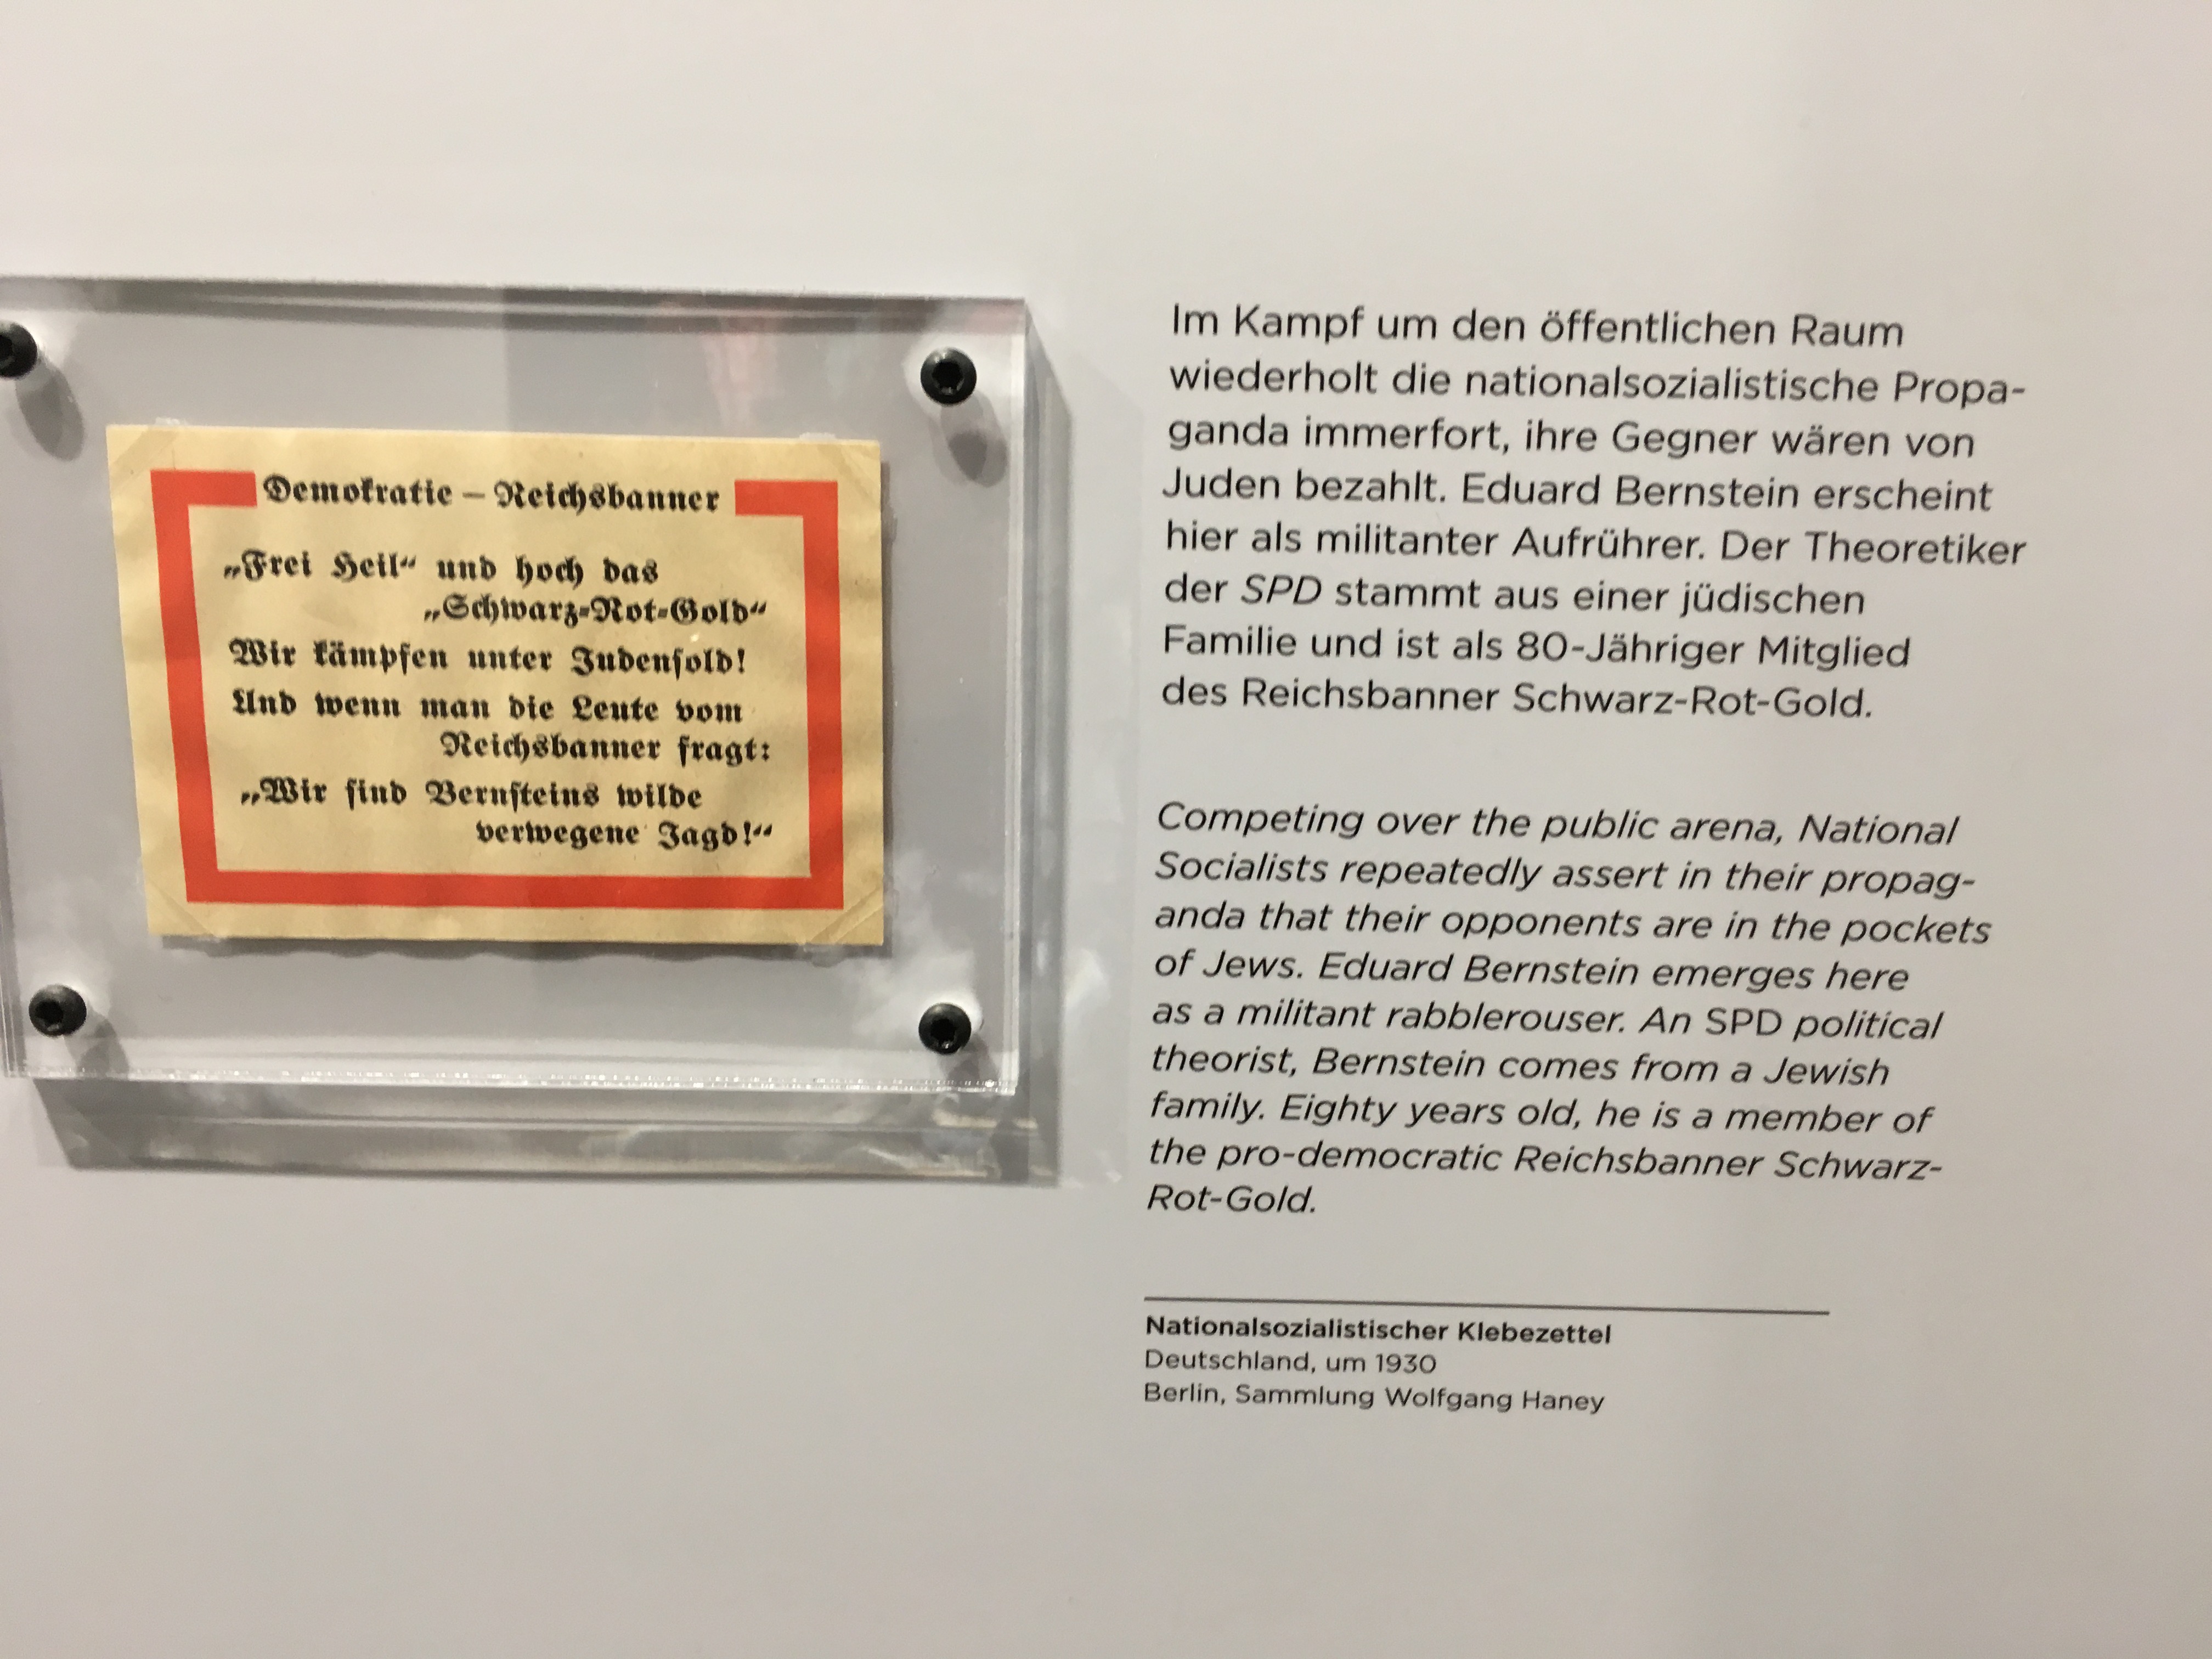 Demokratie – Reichsbanner
„Frei Heil“ und hoch das
„Schwarz-Rot-Gold“
Wir kämpfen unter Judensold!
Und wenn man die Leute vom
Reichsbanner fragt:
„Wir sind Bernsteins wilde
verwegene Jagd!“
Im Kampf um den öffentlichen Raum
wiederholt die nationalsozialistische Propa-
ganda immerfort, ihre Gegner wären von
Juden bezahlt. Eduard Bernstein erscheint
hier als militanter Aufrührer. Der Theoretiker
der SPD stammt aus einer jüdischen
Familie und ist als 80-Jähriger Mitglied
des Reichsbanner Schwarz-Rot-Gold.
Competing over the public arena, National
Socialists repeatedly assert in their propag-
anda that their opponents are in the pockets
of Jews. Eduard Bernstein emerges here
as a militant rabblerouser. An SPD political
theorist, Bernstein comes from a Jewish
family. Eighty years old, he is a member of
the pro-democratic Reichsbanner Schwarz-
Rot-Gold.
Nationalsozialistischer Klebezettel
Deutschland, um 1930
Berlin, Sammlung Wolfgang Haney